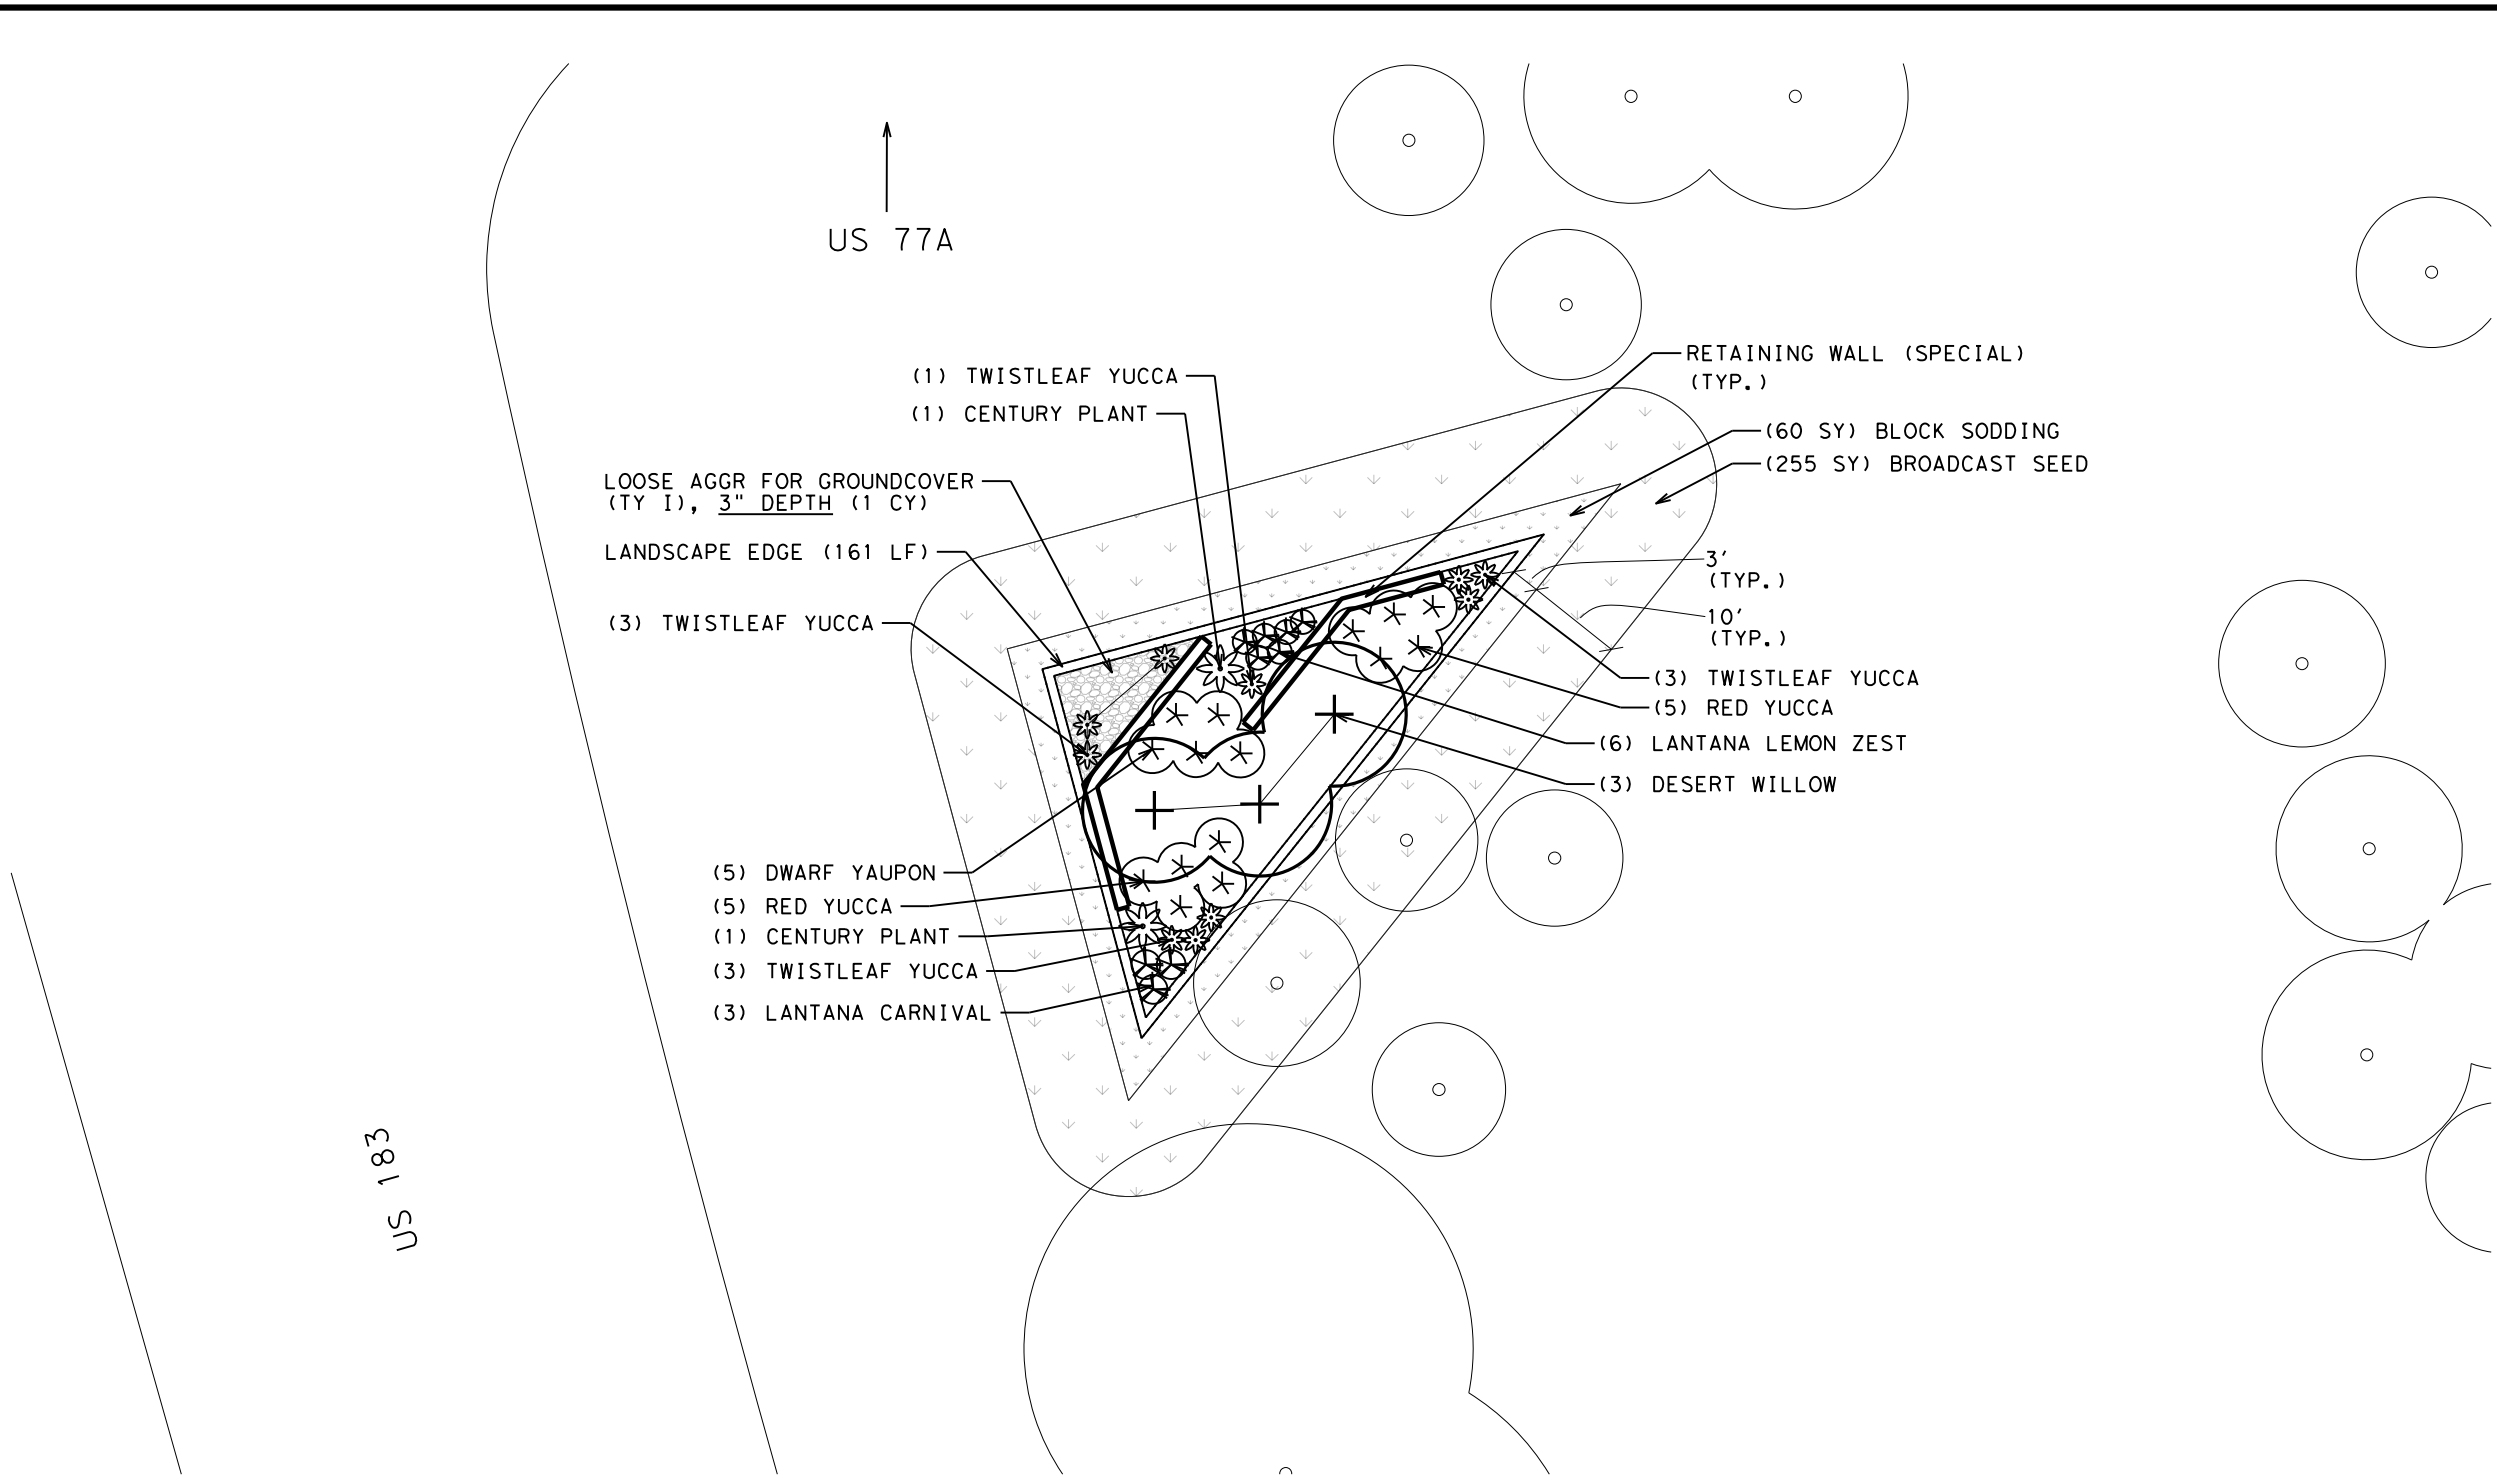 US 77A
RETAINING WALL (SPECIAL)
(TYP.)
(1) TWISTLEAF YUCCA
(1) CENTURY PLANT
(60 SY) BLOCK SODDING
(255 SY) BROADCAST SEED
LOOSE AGGR FOR GROUNDCOVER
(TY I), 3" DEPTH (1 CY)
LANDSCAPE EDGE (161 LF)
3'
(TYP.)
10'
(TYP.)
(3) TWISTLEAF YUCCA
(3) TWISTLEAF YUCCA
(5) RED YUCCA
(6) LANTANA LEMON ZEST
(3) DESERT WILLOW
(5) DWARF YAUPON
(5) RED YUCCA
(1) CENTURY PLANT
(3) TWISTLEAF YUCCA
(3) LANTANA CARNIVAL
US 183